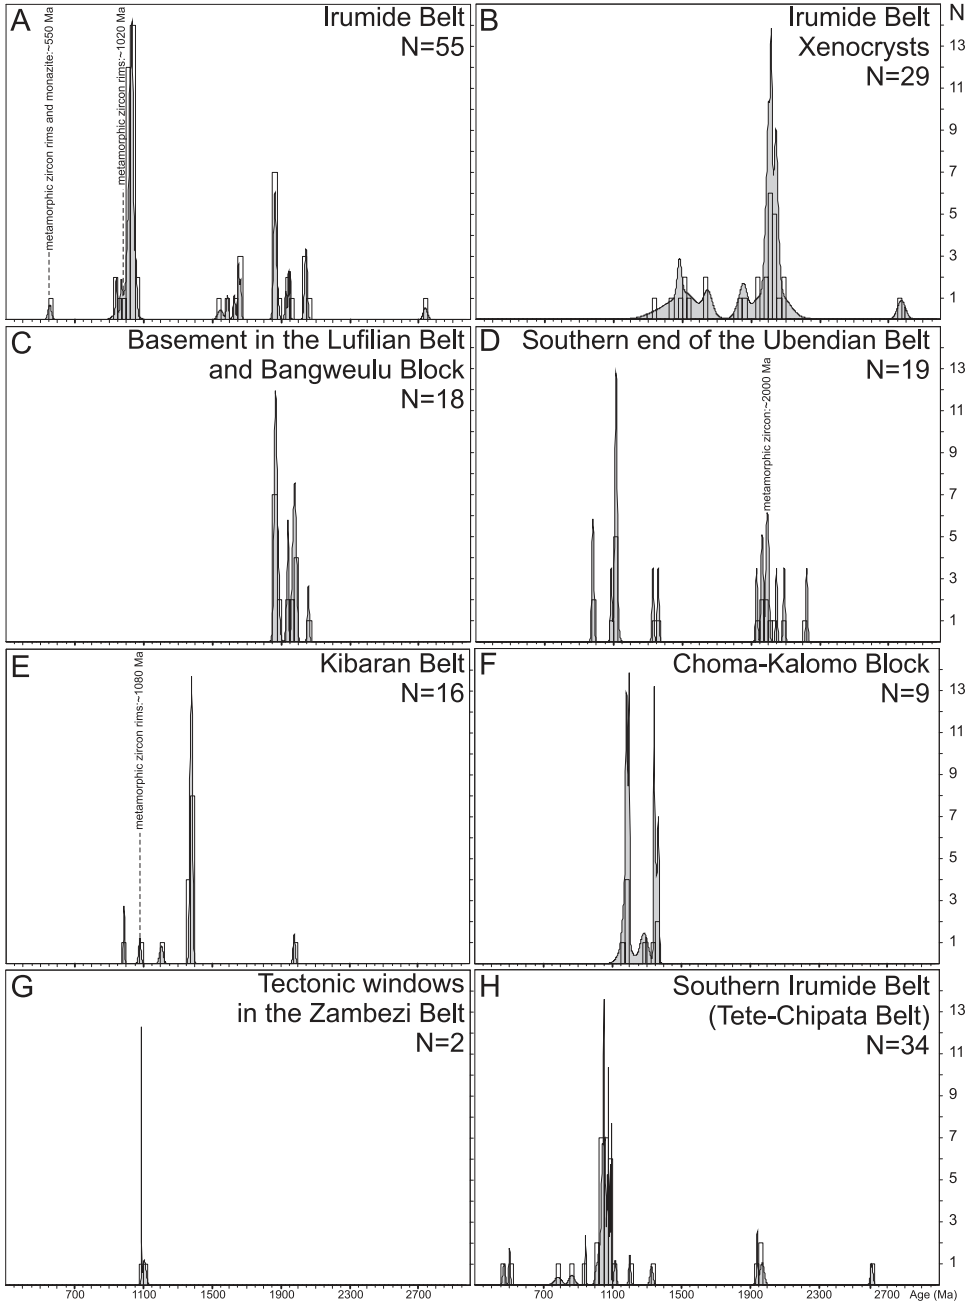 A
Irumide Belt
N=55
metamorphic zircon rims and monazite:~550 Ma
metamorphic zircon rims:~1020 Ma
B
Irumide Belt
Xenocrysts
N=29
N
13
11
9
7
5
3
1
C
Basement in the Lufilian Belt
and Bangweulu Block
N=18
D
Southern end of the Ubendian Belt
N=19
metamorphic zircon:~2000 Ma
13
11
9
7
5
3
1
E
Kibaran Belt
N=16
metamorphic zircon rims:~1080 Ma
F
Choma-Kalomo Block
N=9
13
11
9
7
5
3
1
G
Tectonic windows
in the Zambezi Belt
N=2
H
Southern Irumide Belt
(Tete-Chipata Belt)
N=34
13
11
9
7
5
3
1
700 1100 1500 1900 2300 700 1100 1500 1900 2300 2700 Age (Ma)